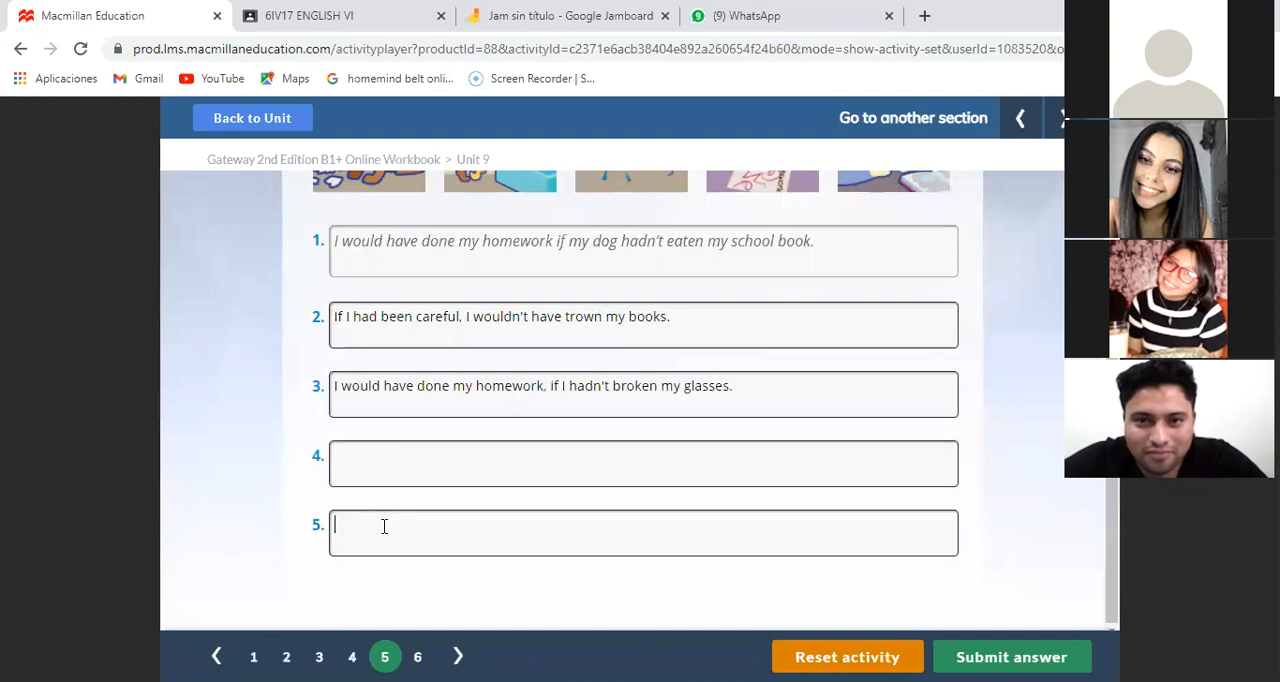 Macmillan Education
6IV17 ENGLISH VI
Jam sin título - Google Jamboard
(9) WhatsApp
prod.lms.macmillaneducation.com/activityplayer?productId=88&activityId=c2371e6acb38404e892a260654f24b60&mode=show-activity-set&userId=1083520&o
Aplicaciones
Gmail
YouTube
Maps
homemind belt onli...
Screen Recorder | S...
Back to Unit
Go to another section
Gateway 2nd Edition B1+ Online Workbook > Unit 9
1. I would have done my homework if my dog hadn't eaten my school book.
2. If I had been careful, I wouldn't have trown my books.
3. I would have done my homework, if I hadn't broken my glasses.
4.
5.
1 2 3 4 5 6
Reset activity
Submit answer